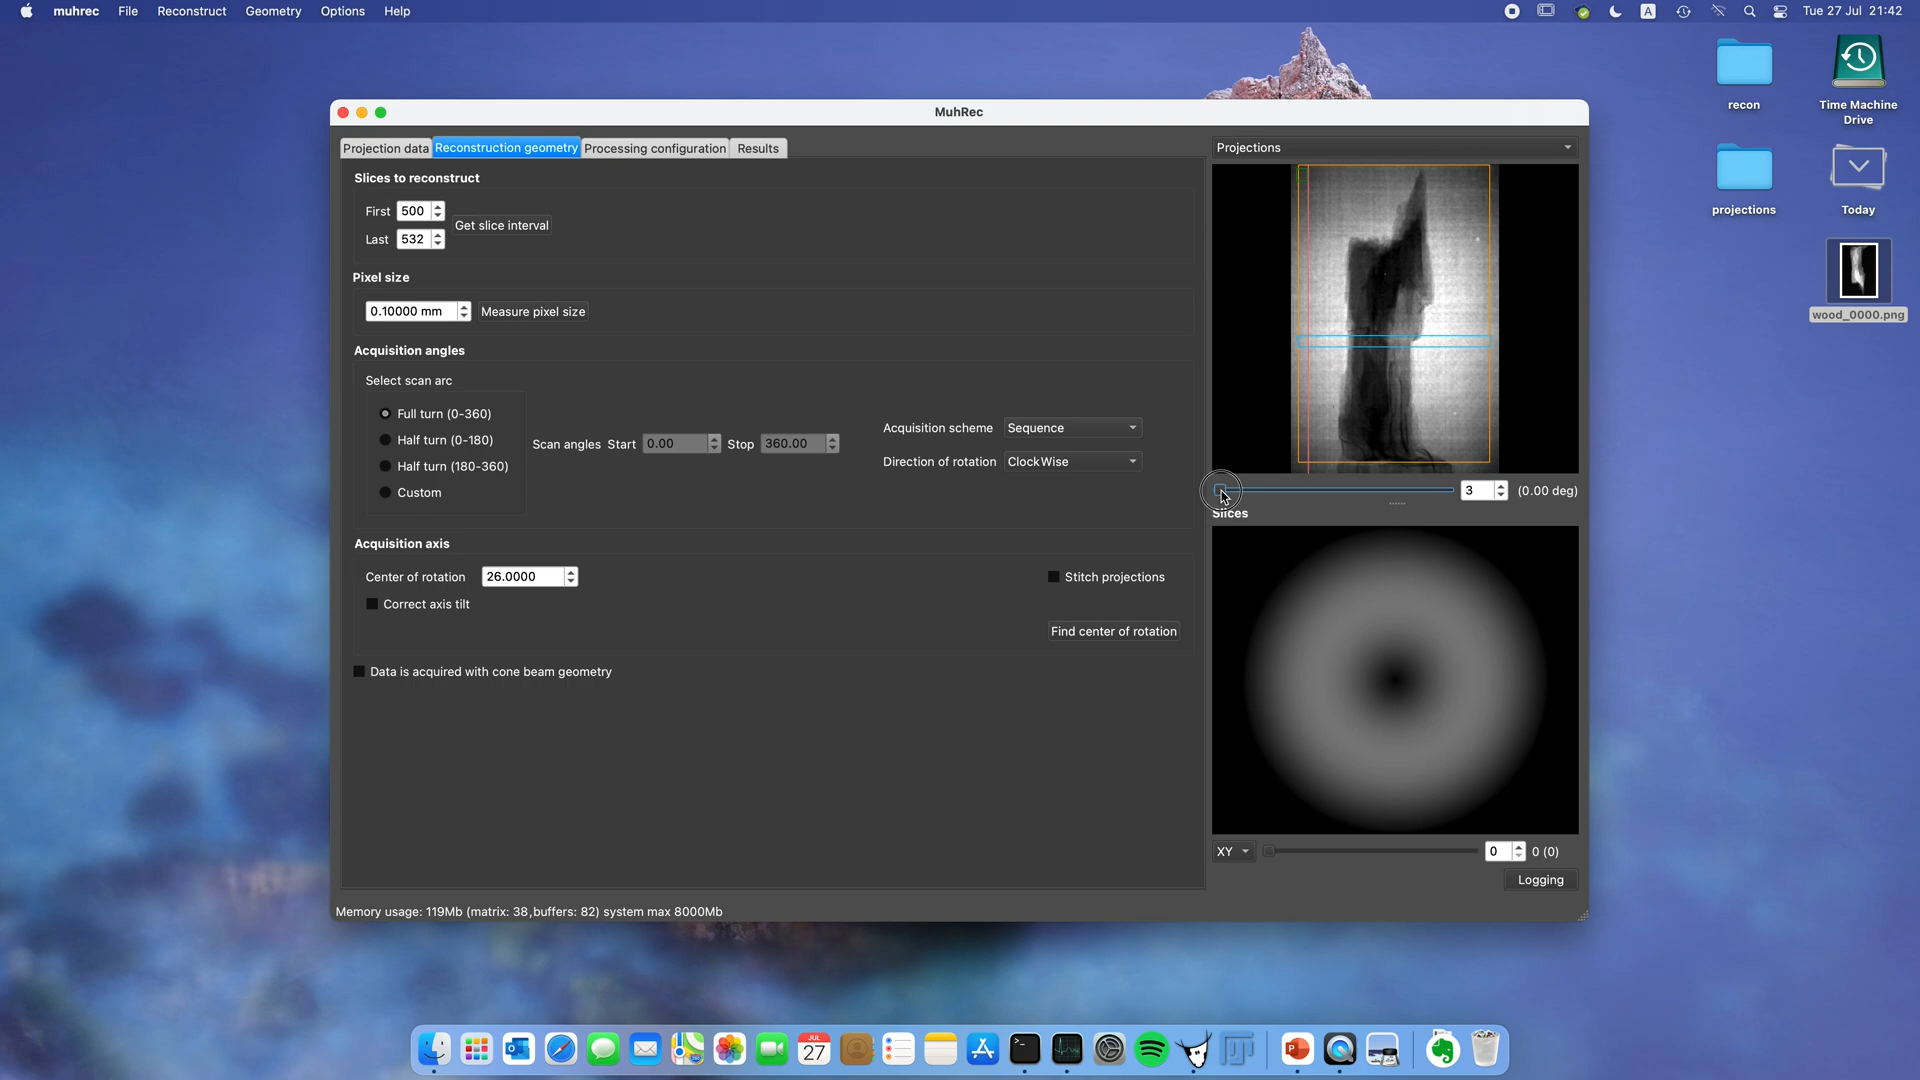 muhrec File Reconstruct Geometry Options Help
A Tue 27 Jul 21:42
recon
Time Machine
Drive
projections
Today
wood_0000.png
MuhRec
Projection data Reconstruction geometry Processing configuration Results
Slices to reconstruct
First 500
Get slice interval
Last 532
Pixel size
0.10000 mm Measure pixel size
Acquisition angles
Select scan arc
Full turn (0-360)
Half turn (0-180)
Half turn (180-360)
Custom
Scan angles Start 0.00 Stop 360.00
Acquisition scheme Sequence
Direction of rotation ClockWise
Acquisition axis
Center of rotation 26.0000
Stitch projections
Correct axis tilt
Find center of rotation
Data is acquired with cone beam geometry
Projections
3 (0.00 deg)
Slices
XY 0 0 (0)
Logging
Memory usage: 119Mb (matrix: 38,buffers: 82) system max 8000Mb
JUL
27